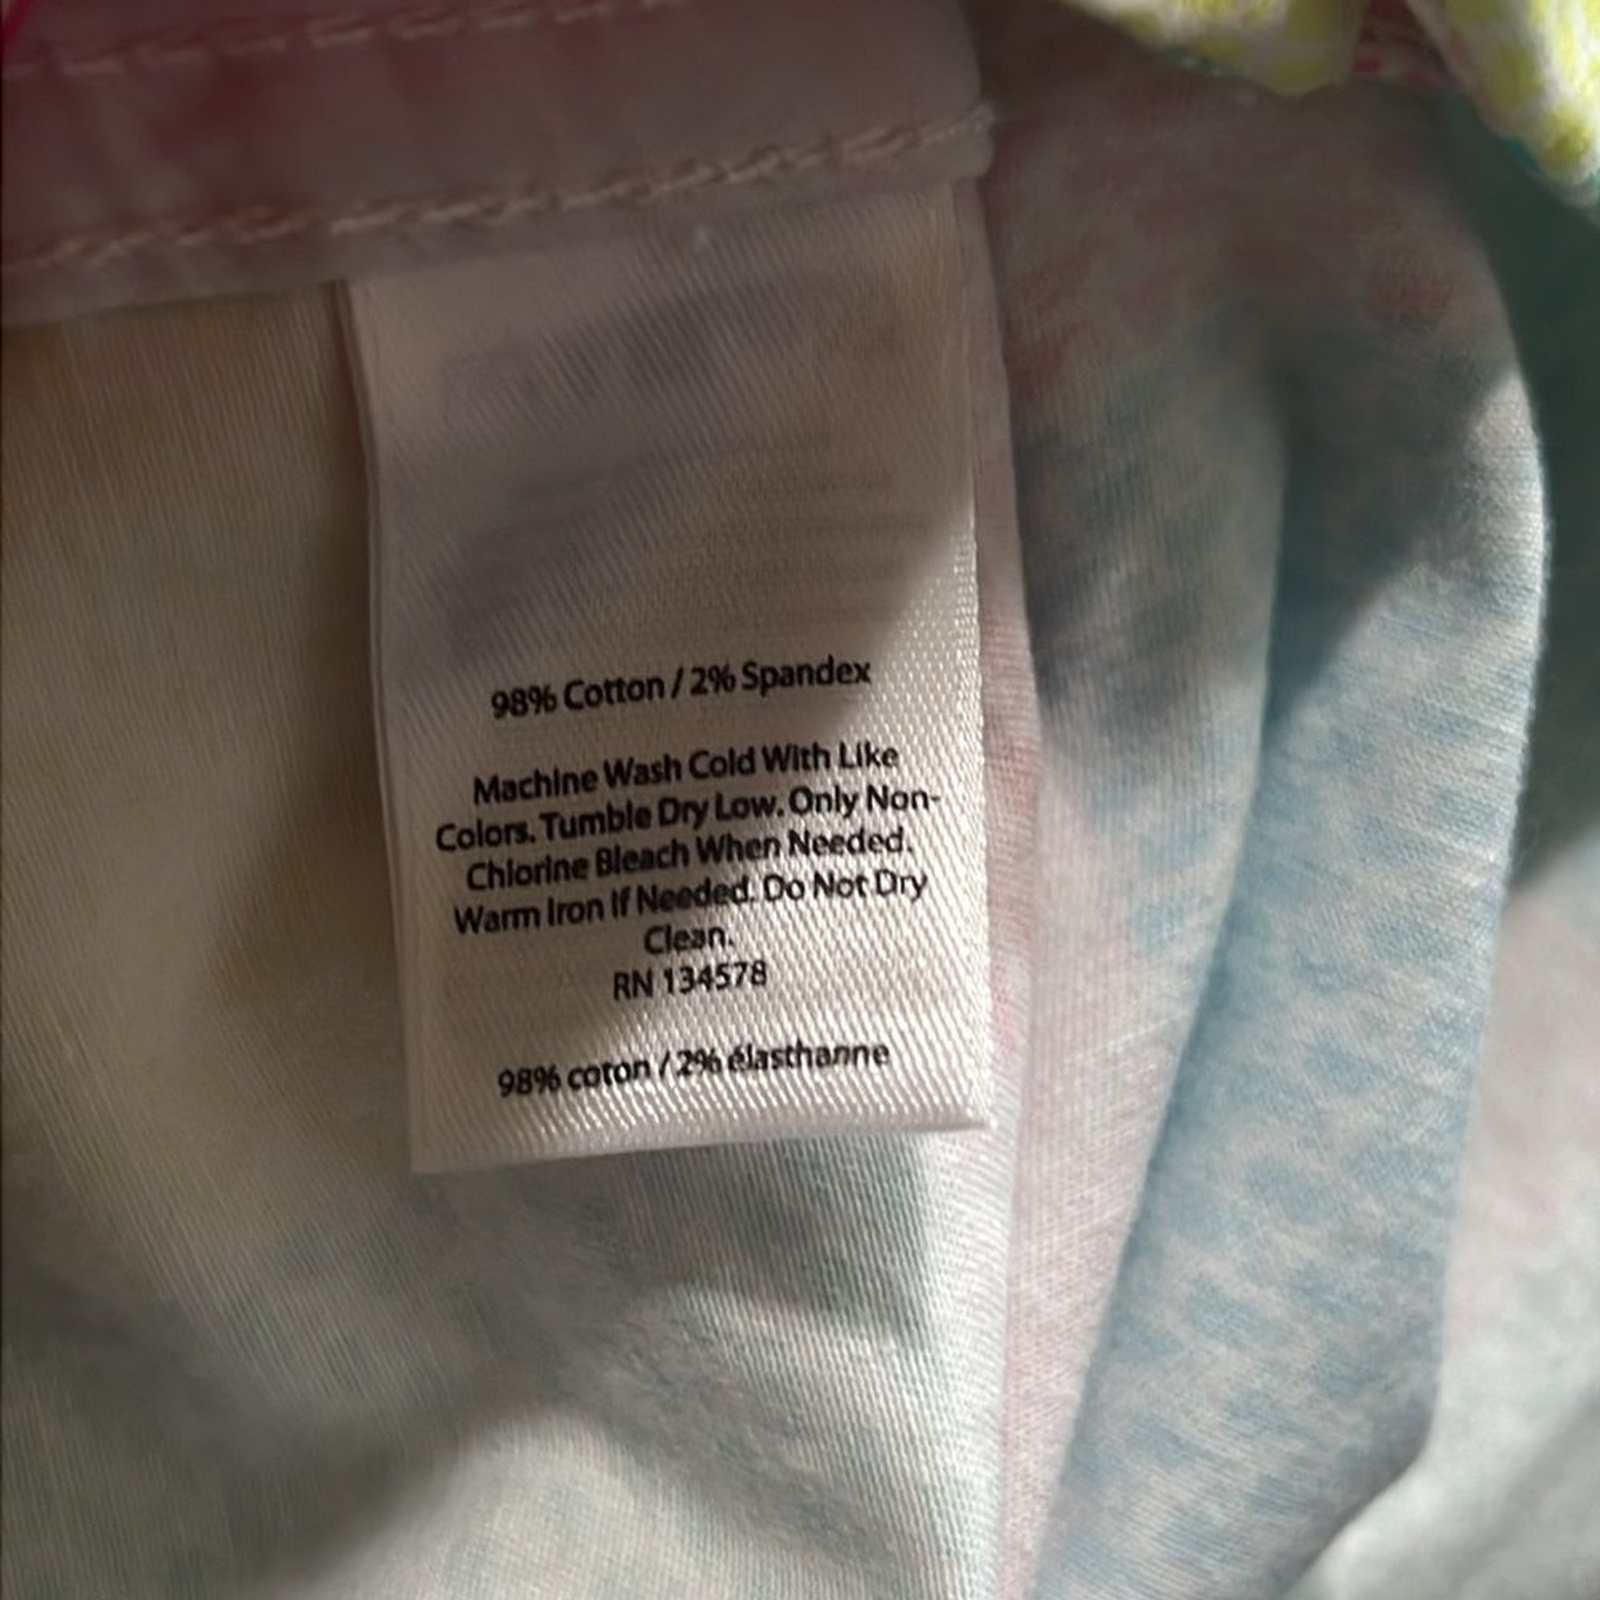 98% Cotton / 2% Spandex
Machine Wash Cold With Like
Colors. Tumble Dry Low. Only Non-
Chlorine Bleach When Needed.
Warm Iron If Needed. Do Not Dry
Clean.
RN 134578
98% coton / 2% élasthanne